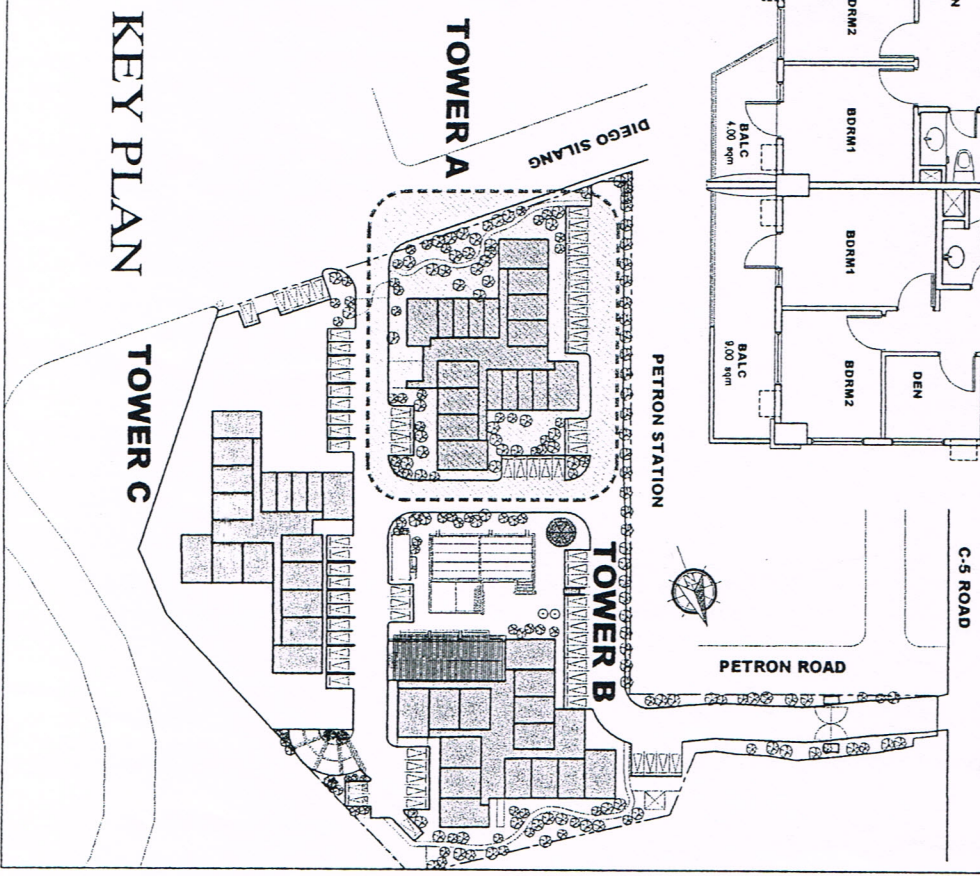 KEY PLAN
TOWER A
TOWER B
TOWER C
DIEGO SILANG
PETRON STATION
PETRON ROAD
C-5 ROAD
BDRM1
BALC
4.00 sqm
BDRM1
BDRM2
DEN
BALC
9.00 sqm